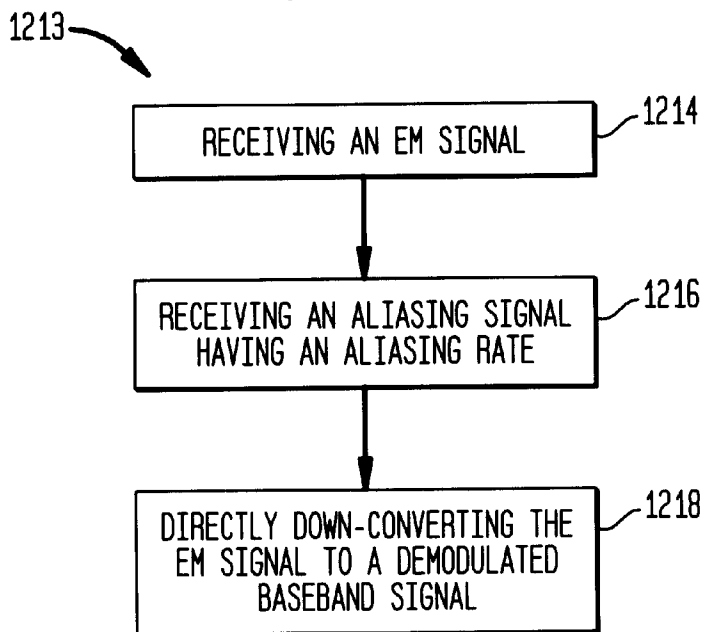 1213
RECEIVING AN EM SIGNAL
1214
RECEIVING AN ALIASING SIGNAL
HAVING AN ALIASING RATE
1216
DIRECTLY DOWN-CONVERTING THE
EM SIGNAL TO A DEMODULATED
BASEBAND SIGNAL
1218